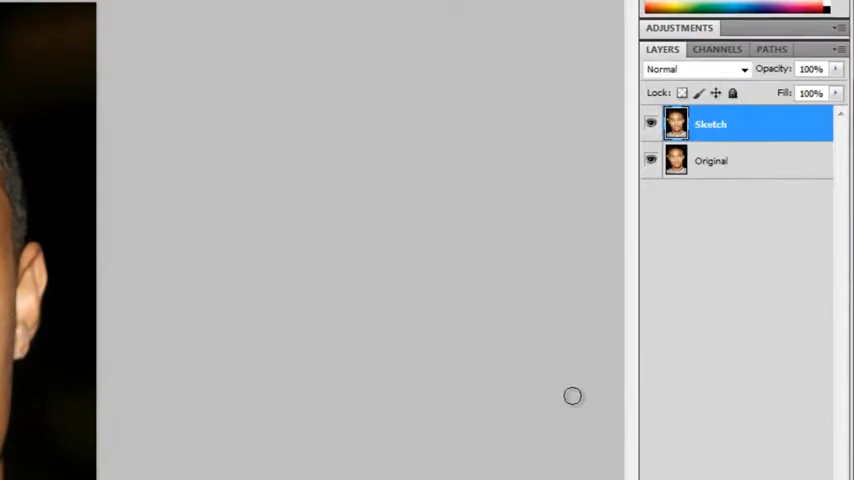 ADJUSTMENTS
LAYERS CHANNELS PATHS
Normal Opacity: 100%
Lock: Fill: 100%
Sketch
Original